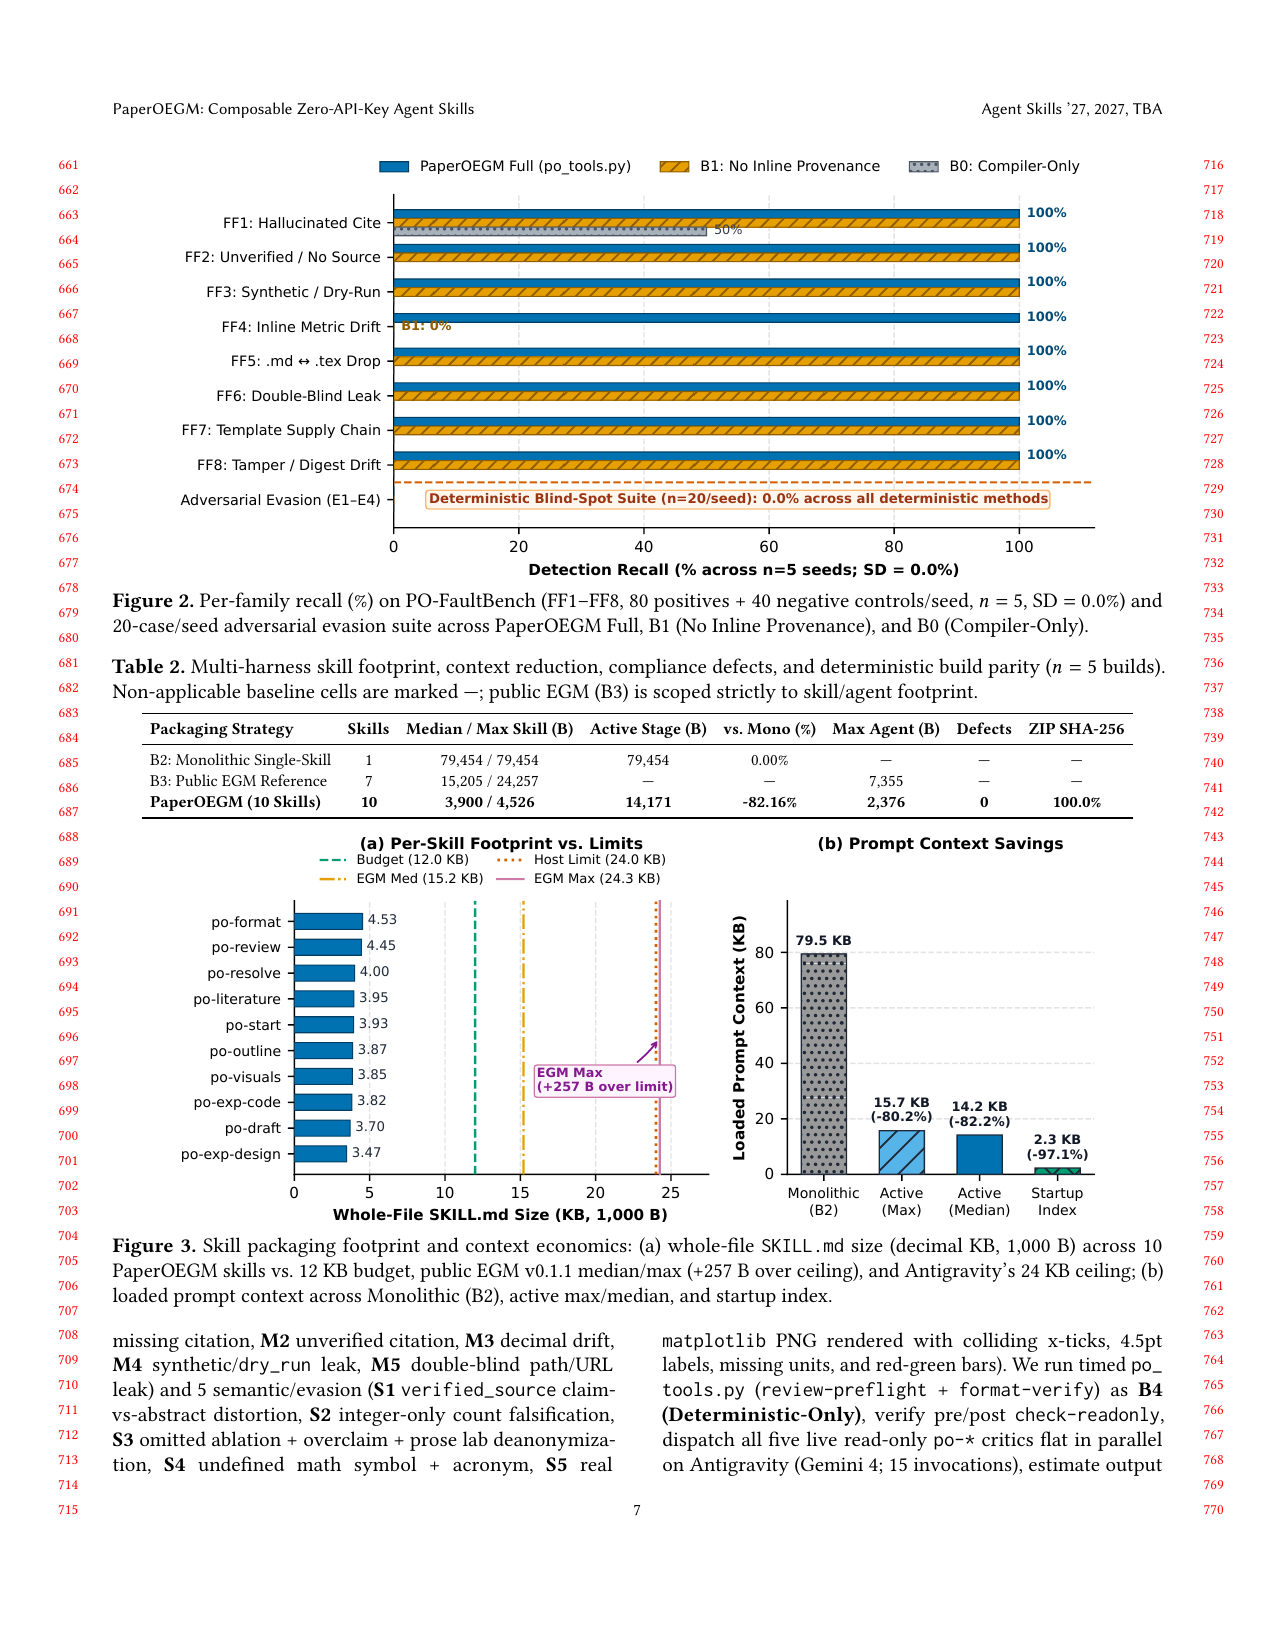 PaperOEGM: Composable Zero-API-Key Agent Skills
Agent Skills '27, 2027, TBA
661
662
663
664
665
666
667
668
669
670
671
672
673
674
675
676
677
678
679
680
681
682
683
684
685
686
687
688
689
690
691
692
693
694
695
696
697
698
699
700
701
702
703
704
705
706
707
708
709
710
711
712
713
714
715
PaperOEGM Full (po_tools.py)
B1: No Inline Provenance
B0: Compiler-Only
FF1: Hallucinated Cite
100%
50%
FF2: Unverified / No Source
100%
FF3: Synthetic / Dry-Run
100%
FF4: Inline Metric Drift
100%
B1: 0%
FF5: .md ↔ .tex Drop
100%
FF6: Double-Blind Leak
100%
FF7: Template Supply Chain
100%
FF8: Tamper / Digest Drift
100%
Adversarial Evasion (E1–E4)
Deterministic Blind-Spot Suite (n=20/seed): 0.0% across all deterministic methods
0 20 40 60 80 100
Detection Recall (% across n=5 seeds; SD = 0.0%)
Figure 2. Per-family recall (%) on PO-FaultBench (FF1–FF8, 80 positives + 40 negative controls/seed, n = 5, SD = 0.0%) and
20-case/seed adversarial evasion suite across PaperOEGM Full, B1 (No Inline Provenance), and B0 (Compiler-Only).
Table 2. Multi-harness skill footprint, context reduction, compliance defects, and deterministic build parity (n = 5 builds).
Non-applicable baseline cells are marked —; public EGM (B3) is scoped strictly to skill/agent footprint.
Packaging Strategy Skills Median / Max Skill (B) Active Stage (B) vs. Mono (%) Max Agent (B) Defects ZIP SHA-256
B2: Monolithic Single-Skill 1 79,454 / 79,454 79,454 0.00% — — —
B3: Public EGM Reference 7 15,205 / 24,257 — — 7,355 — —
PaperOEGM (10 Skills) 10 3,900 / 4,526 14,171 -82.16% 2,376 0 100.0%
(a) Per-Skill Footprint vs. Limits
Budget (12.0 KB)
Host Limit (24.0 KB)
EGM Med (15.2 KB)
EGM Max (24.3 KB)
po-format 4.53
po-review 4.45
po-resolve 4.00
po-literature 3.95
po-start 3.93
po-outline 3.87
po-visuals 3.85
po-exp-code 3.82
po-draft 3.70
po-exp-design 3.47
EGM Max
(+257 B over limit)
0 5 10 15 20 25
Whole-File SKILL.md Size (KB, 1,000 B)
(b) Prompt Context Savings
Loaded Prompt Context (KB)
80
60
40
20
0
79.5 KB
15.7 KB
(-80.2%)
14.2 KB
(-82.2%)
2.3 KB
(-97.1%)
Monolithic
(B2)
Active
(Max)
Active
(Median)
Startup
Index
Figure 3. Skill packaging footprint and context economics: (a) whole-file SKILL.md size (decimal KB, 1,000 B) across 10
PaperOEGM skills vs. 12 KB budget, public EGM v0.1.1 median/max (+257 B over ceiling), and Antigravity's 24 KB ceiling; (b)
loaded prompt context across Monolithic (B2), active max/median, and startup index.
missing citation, M2 unverified citation, M3 decimal drift,
M4 synthetic/dry_run leak, M5 double-blind path/URL
leak) and 5 semantic/evasion (S1 verified_source claim-
vs-abstract distortion, S2 integer-only count falsification,
S3 omitted ablation + overclaim + prose lab deanonymiza-
tion, S4 undefined math symbol + acronym, S5 real
matplotlib PNG rendered with colliding x-ticks, 4.5pt
labels, missing units, and red-green bars). We run timed po_
tools.py (review-preflight + format-verify) as B4
(Deterministic-Only), verify pre/post check-readonly,
dispatch all five live read-only po-* critics flat in parallel
on Antigravity (Gemini 4; 15 invocations), estimate output
716
717
718
719
720
721
722
723
724
725
726
727
728
729
730
731
732
733
734
735
736
737
738
739
740
741
742
743
744
745
746
747
748
749
750
751
752
753
754
755
756
757
758
759
760
761
762
763
764
765
766
767
768
769
770
7